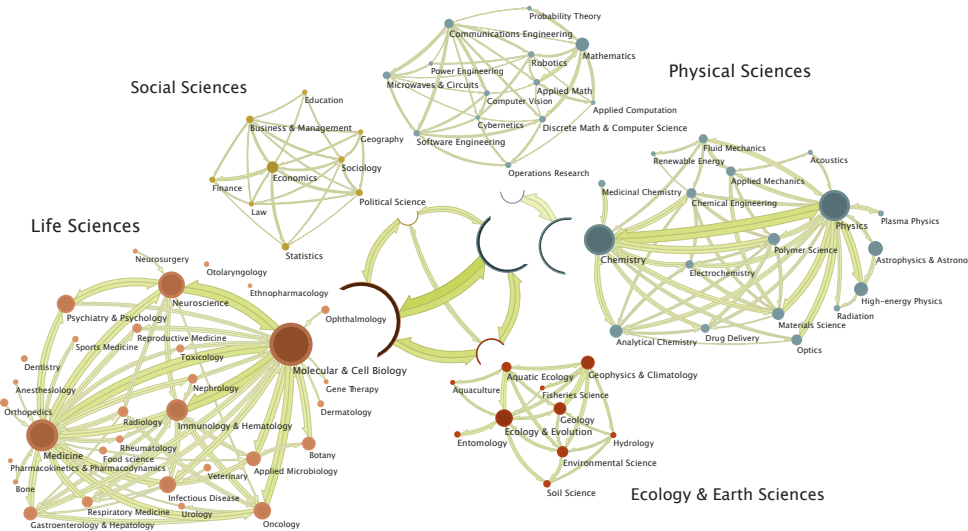 Probability Theory
Communications Engineering
Mathematics
Robotics
Power Engineering
Microwaves & Circuits
Applied Math
Computer Vision
Applied Computation
Cybernetics
Discrete Math & Computer Science
Software Engineering
Operations Research
Social Sciences
Education
Business & Management
Geography
Sociology
Economics
Finance
Political Science
Law
Statistics
Physical Sciences
Fluid Mechanics
Renewable Energy
Acoustics
Applied Mechanics
Medicinal Chemistry
Chemical Engineering
Plasma Physics
Physics
Polymer Science
Chemistry
Astrophysics & Astrono
Electrochemistry
High-energy Physics
Radiation
Materials Science
Analytical Chemistry
Drug Delivery
Optics
Life Sciences
Neurosurgery
Otolaryngology
Ethnopharmacology
Neuroscience
Psychiatry & Psychology
Ophthalmology
Reproductive Medicine
Sports Medicine
Toxicology
Dentistry
Molecular & Cell Biology
Anesthesiology
Nephrology
Gene Therapy
Orthopedics
Dermatology
Radiology
Immunology & Hematology
Rheumatology
Medicine
Food science
Botany
Pharmacokinetics & Pharmacodynamics
Applied Microbiology
Veterinary
Bone
Infectious Disease
Respiratory Medicine
Urology
Gastroenterology & Hepatology
Oncology
Aquatic Ecology
Geophysics & Climatology
Aquaculture
Fisheries Science
Geology
Ecology & Evolution
Entomology
Hydrology
Environmental Science
Soil Science
Ecology & Earth Sciences